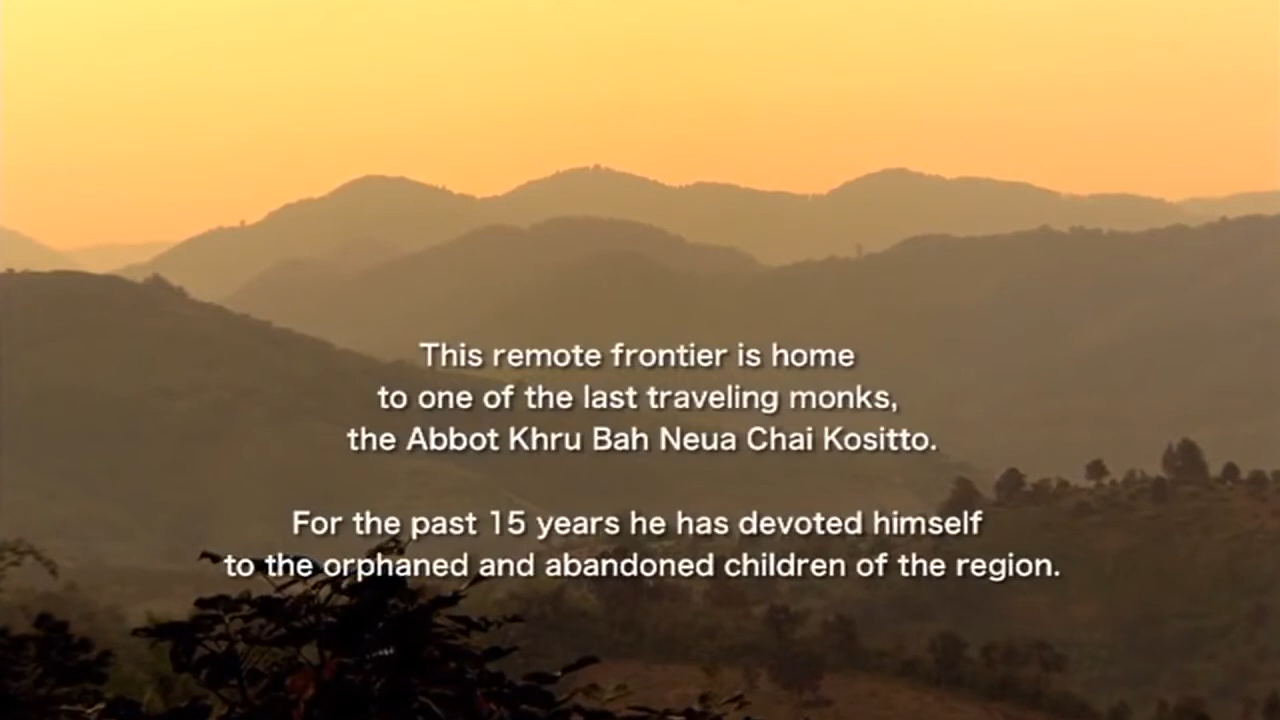 This remote frontier is home
to one of the last traveling monks,
the Abbot Khru Bah Neua Chai Kositto.
For the past 15 years he has devoted himself
to the orphaned and abandoned children of the region.